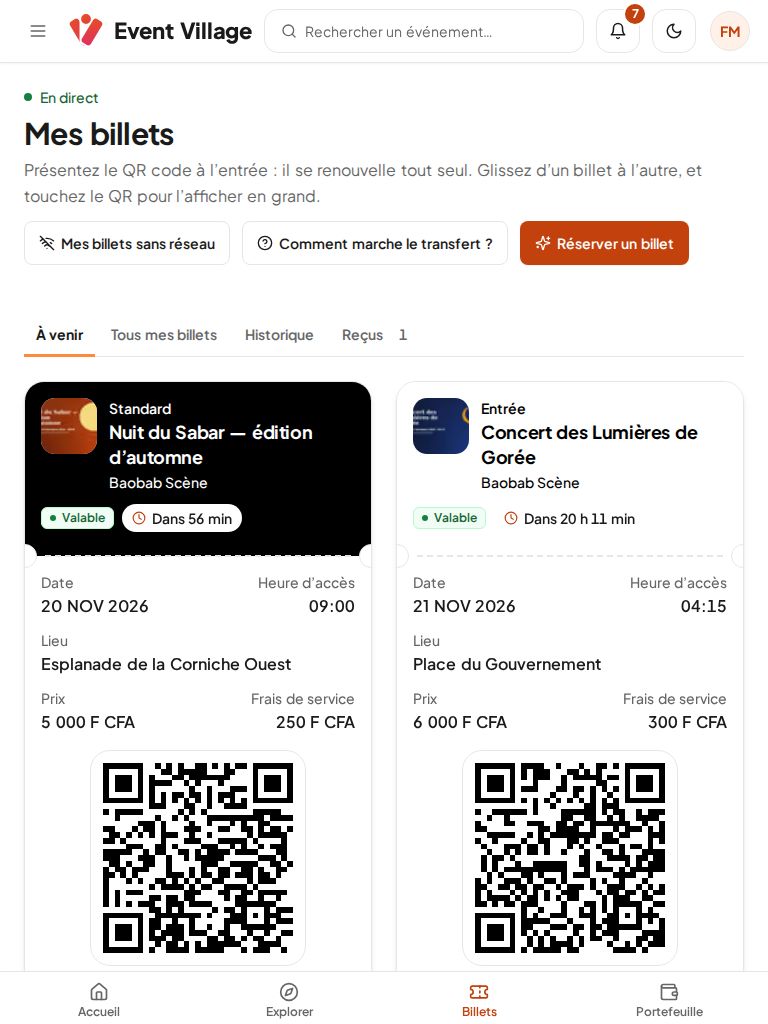 Event Village
Rechercher un événement…
7
FM
En direct
Mes billets
Présentez le QR code à l’entrée : il se renouvelle tout seul. Glissez d’un billet à l’autre, et
touchez le QR pour l’afficher en grand.
Mes billets sans réseau
Comment marche le transfert ?
Réserver un billet
À venir
Tous mes billets
Historique
Reçus 1
Standard
Nuit du Sabar — édition
d’automne
Baobab Scène
Valable
Dans 56 min
Date
Heure d’accès
20 NOV 2026
09:00
Lieu
Esplanade de la Corniche Ouest
Prix
Frais de service
5 000 F CFA
250 F CFA
Entrée
Concert des Lumières de
Gorée
Baobab Scène
Valable
Dans 20 h 11 min
Date
Heure d’accès
21 NOV 2026
04:15
Lieu
Place du Gouvernement
Prix
Frais de service
6 000 F CFA
300 F CFA
Accueil
Explorer
Billets
Portefeuille